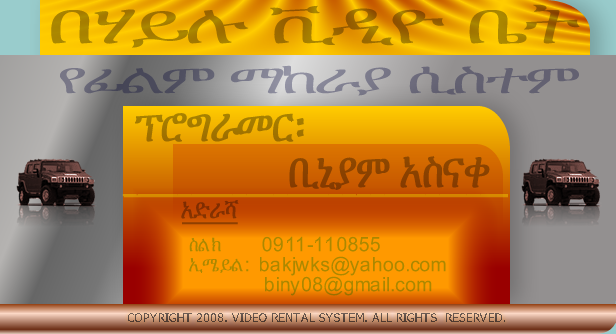 በሃይሉ ቪዲዮ ቤት
የፊልም ማከራያ ሲስተም
ፕሮግራመር፡
ቢኒያም አስናቀ
አድራሻ
ስልክ 0911-110855
ኢሜይል: bakjwks@yahoo.com
biny08@gmail.com
COPYRIGHT 2008. VIDEO RENTAL SYSTEM. ALL RIGHTS RESERVED.